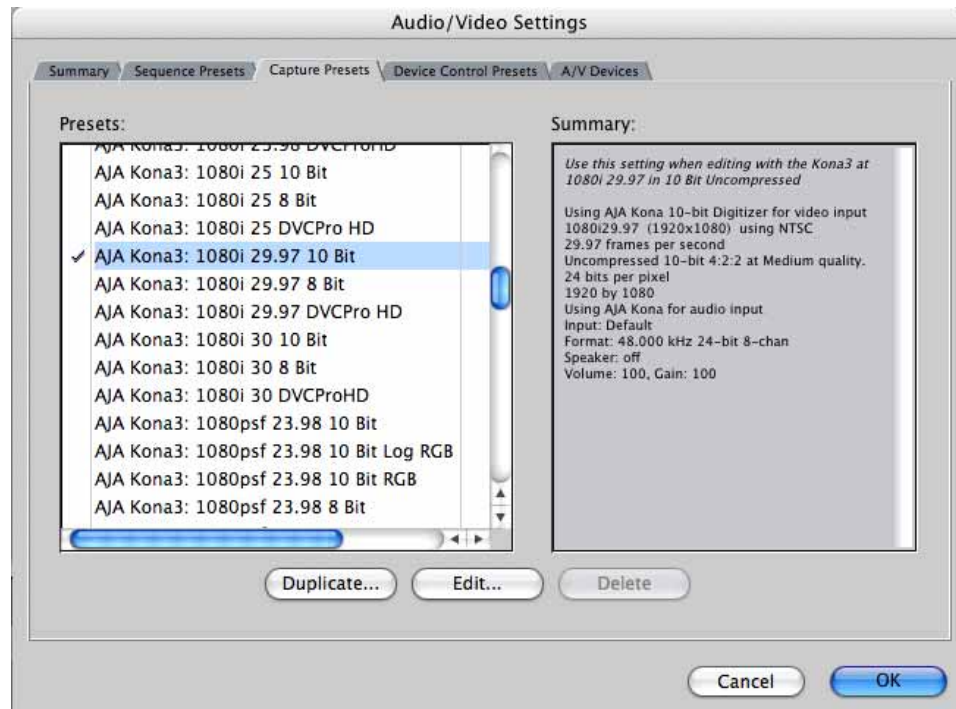 Audio/Video Settings
Summary
Sequence Presets
Capture Presets
Device Control Presets
A/V Devices
Presets:
AJA Kona3: 1080i 23.98 DVCProHD
AJA Kona3: 1080i 25 10 Bit
AJA Kona3: 1080i 25 8 Bit
AJA Kona3: 1080i 25 DVCPro HD
AJA Kona3: 1080i 29.97 10 Bit
AJA Kona3: 1080i 29.97 8 Bit
AJA Kona3: 1080i 29.97 DVCPro HD
AJA Kona3: 1080i 30 10 Bit
AJA Kona3: 1080i 30 8 Bit
AJA Kona3: 1080i 30 DVCProHD
AJA Kona3: 1080psf 23.98 10 Bit
AJA Kona3: 1080psf 23.98 10 Bit Log RGB
AJA Kona3: 1080psf 23.98 10 Bit RGB
AJA Kona3: 1080psf 23.98 8 Bit
Summary:
Use this setting when editing with the Kona3 at
1080i 29.97 in 10 Bit Uncompressed
Using AJA Kona 10-bit Digitizer for video input
1080i29.97 (1920x1080) using NTSC
29.97 frames per second
Uncompressed 10-bit 4:2:2 at Medium quality.
24 bits per pixel
1920 by 1080
Using AJA Kona for audio input
Input: Default
Format: 48.000 kHz 24-bit 8-chan
Speaker: off
Volume: 100, Gain: 100
Duplicate...
Edit...
Delete
Cancel
OK